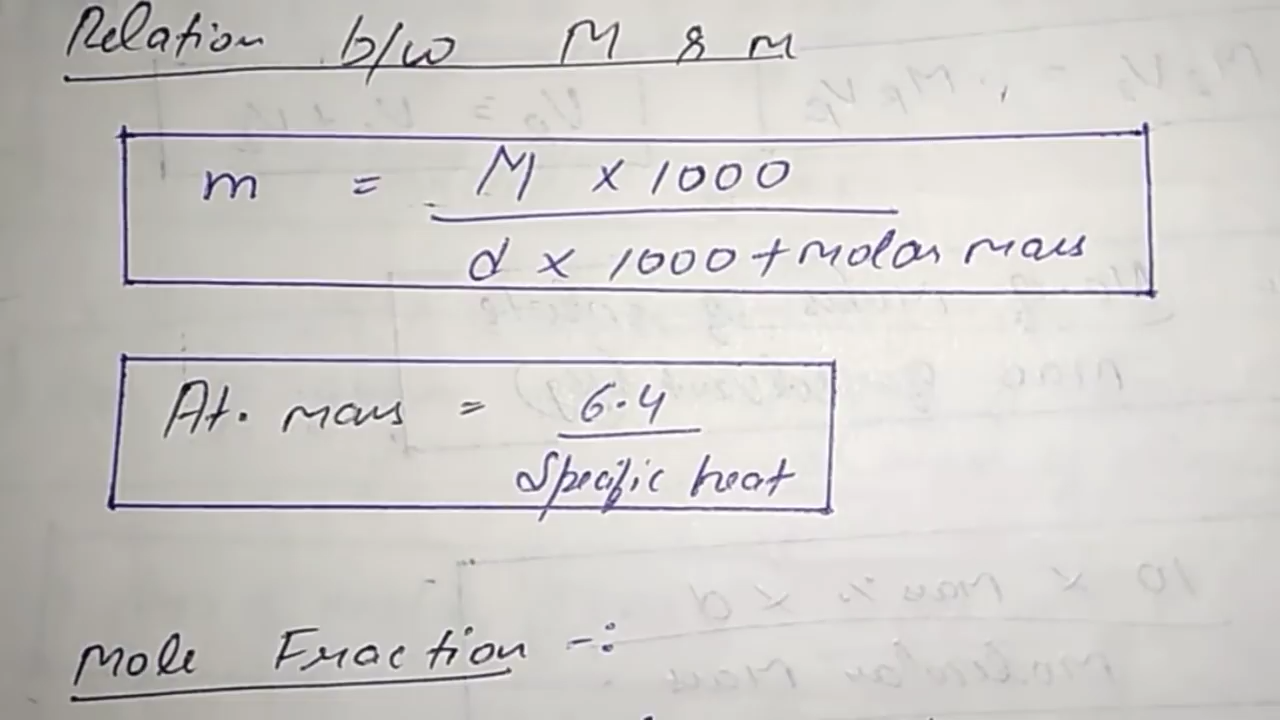 Relation b/w M & m
m = M × 1000
d × 1000 + molar mass
At. mass = 6.4
Specific heat
Mole Fraction -: